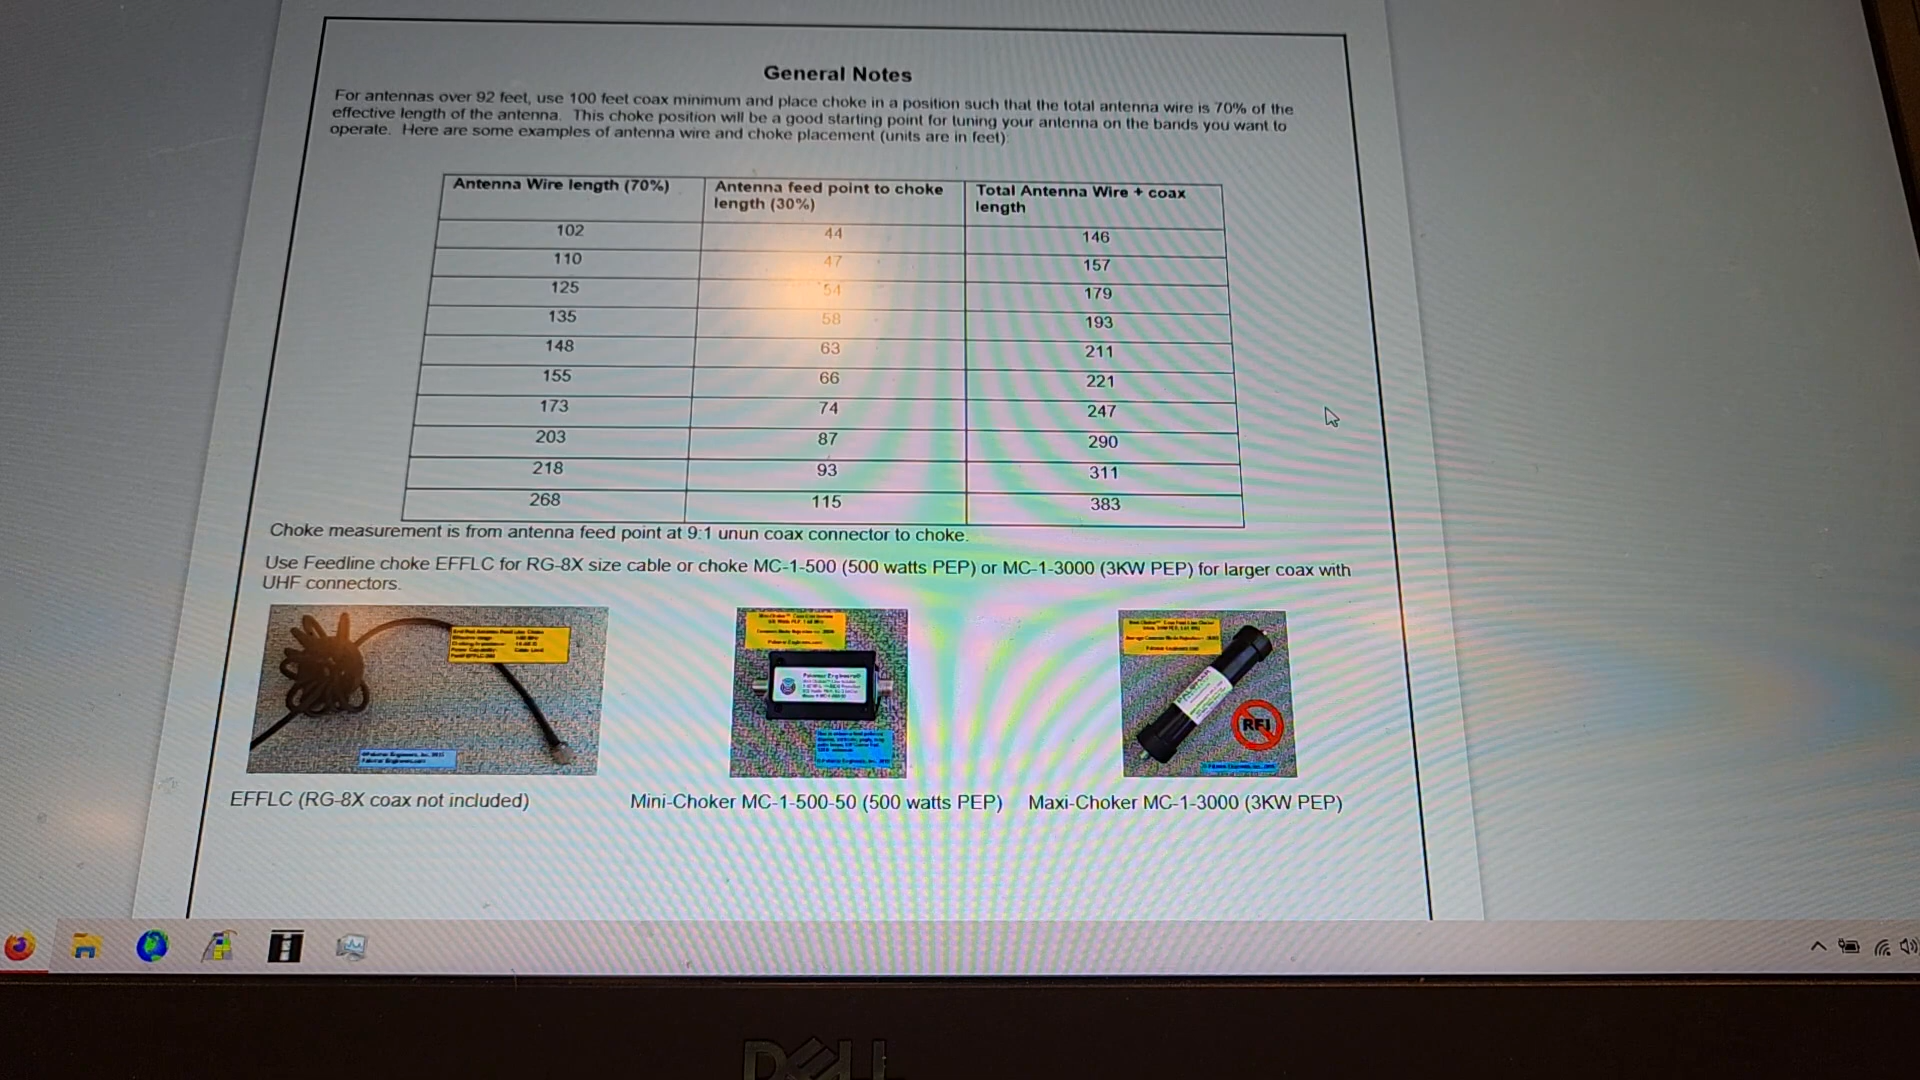 General Notes
For antennas over 92 feet, use 100 feet coax minimum and place choke in a position such that the total antenna wire is 70% of the
effective length of the antenna. This choke position will be a good starting point for tuning your antenna on the bands you want to
operate. Here are some examples of antenna wire and choke placement (units are in feet):
Antenna Wire length (70%) Antenna feed point to choke length (30%) Total Antenna Wire + coax length
102 44 146
110 47 157
125 54 179
135 58 193
148 63 211
155 66 221
173 74 247
203 87 290
218 93 311
268 115 383
Choke measurement is from antenna feed point at 9:1 unun coax connector to choke.
Use Feedline choke EFFLC for RG-8X size cable or choke MC-1-500 (500 watts PEP) or MC-1-3000 (3KW PEP) for larger coax with
UHF connectors.
RFI
EFFLC (RG-8X coax not included) Mini-Choker MC-1-500-50 (500 watts PEP) Maxi-Choker MC-1-3000 (3KW PEP)
DELL